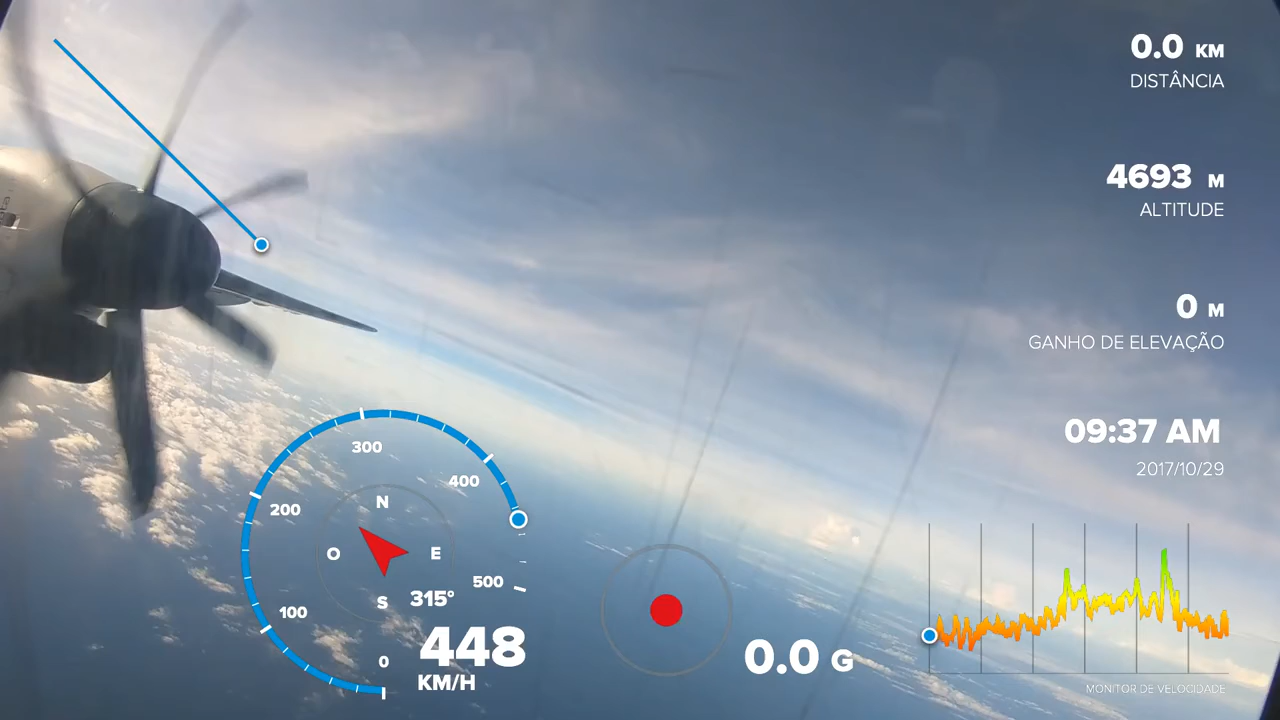 0.0 KM
DISTÂNCIA
4693 M
ALTITUDE
0 M
GANHO DE ELEVAÇÃO
09:37 AM
2017/10/29
300
400
200
N
O
E
500
S
315°
100
0
448
KM/H
0.0 G
MONITOR DE VELOCIDADE